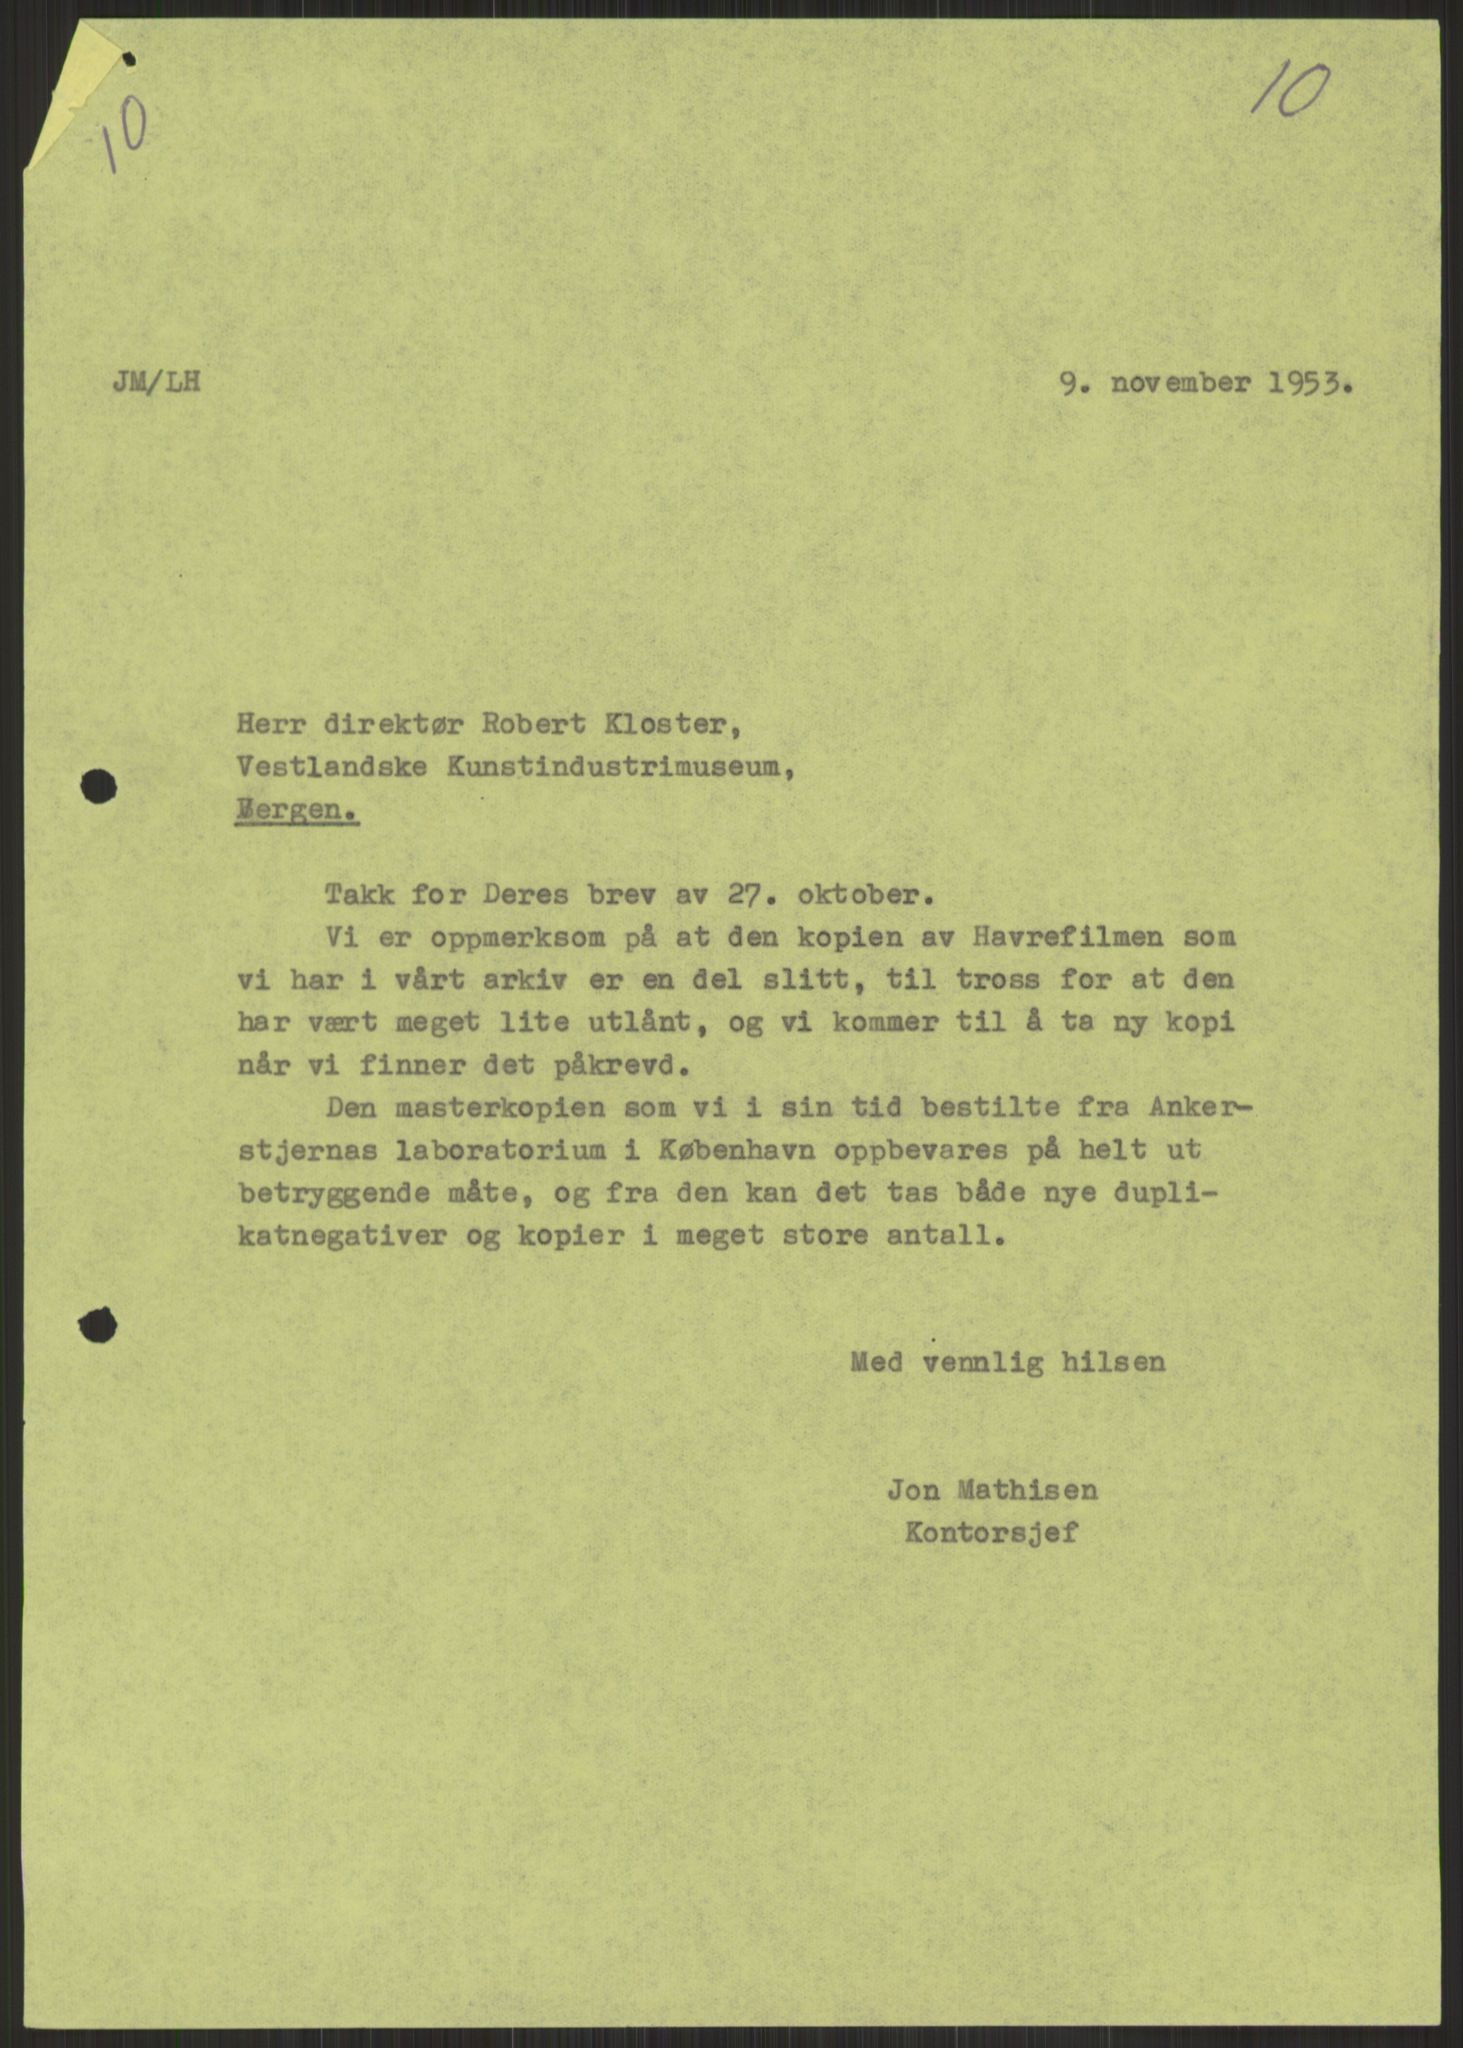 10
10
JM/LH 9. november 1953.
Herr direktør Robert Kloster,
Vestlandske Kunstindustrimuseum,
Bergen.
Takk for Deres brev av 27. oktober.
Vi er oppmerksom på at den kopien av Havrefilmen som
vi har i vårt arkiv er en del slitt, til tross for at den
har vært meget lite utlånt, og vi kommer til å ta ny kopi
når vi finner det påkrevd.
Den masterkopien som vi i sin tid bestilte fra Anker-
stjernas laboratorium i København oppbevares på helt ut
betryggende måte, og fra den kan det tas både nye dupli-
katnegativer og kopier i meget store antall.
Med vennlig hilsen
Jon Mathisen
Kontorsjef